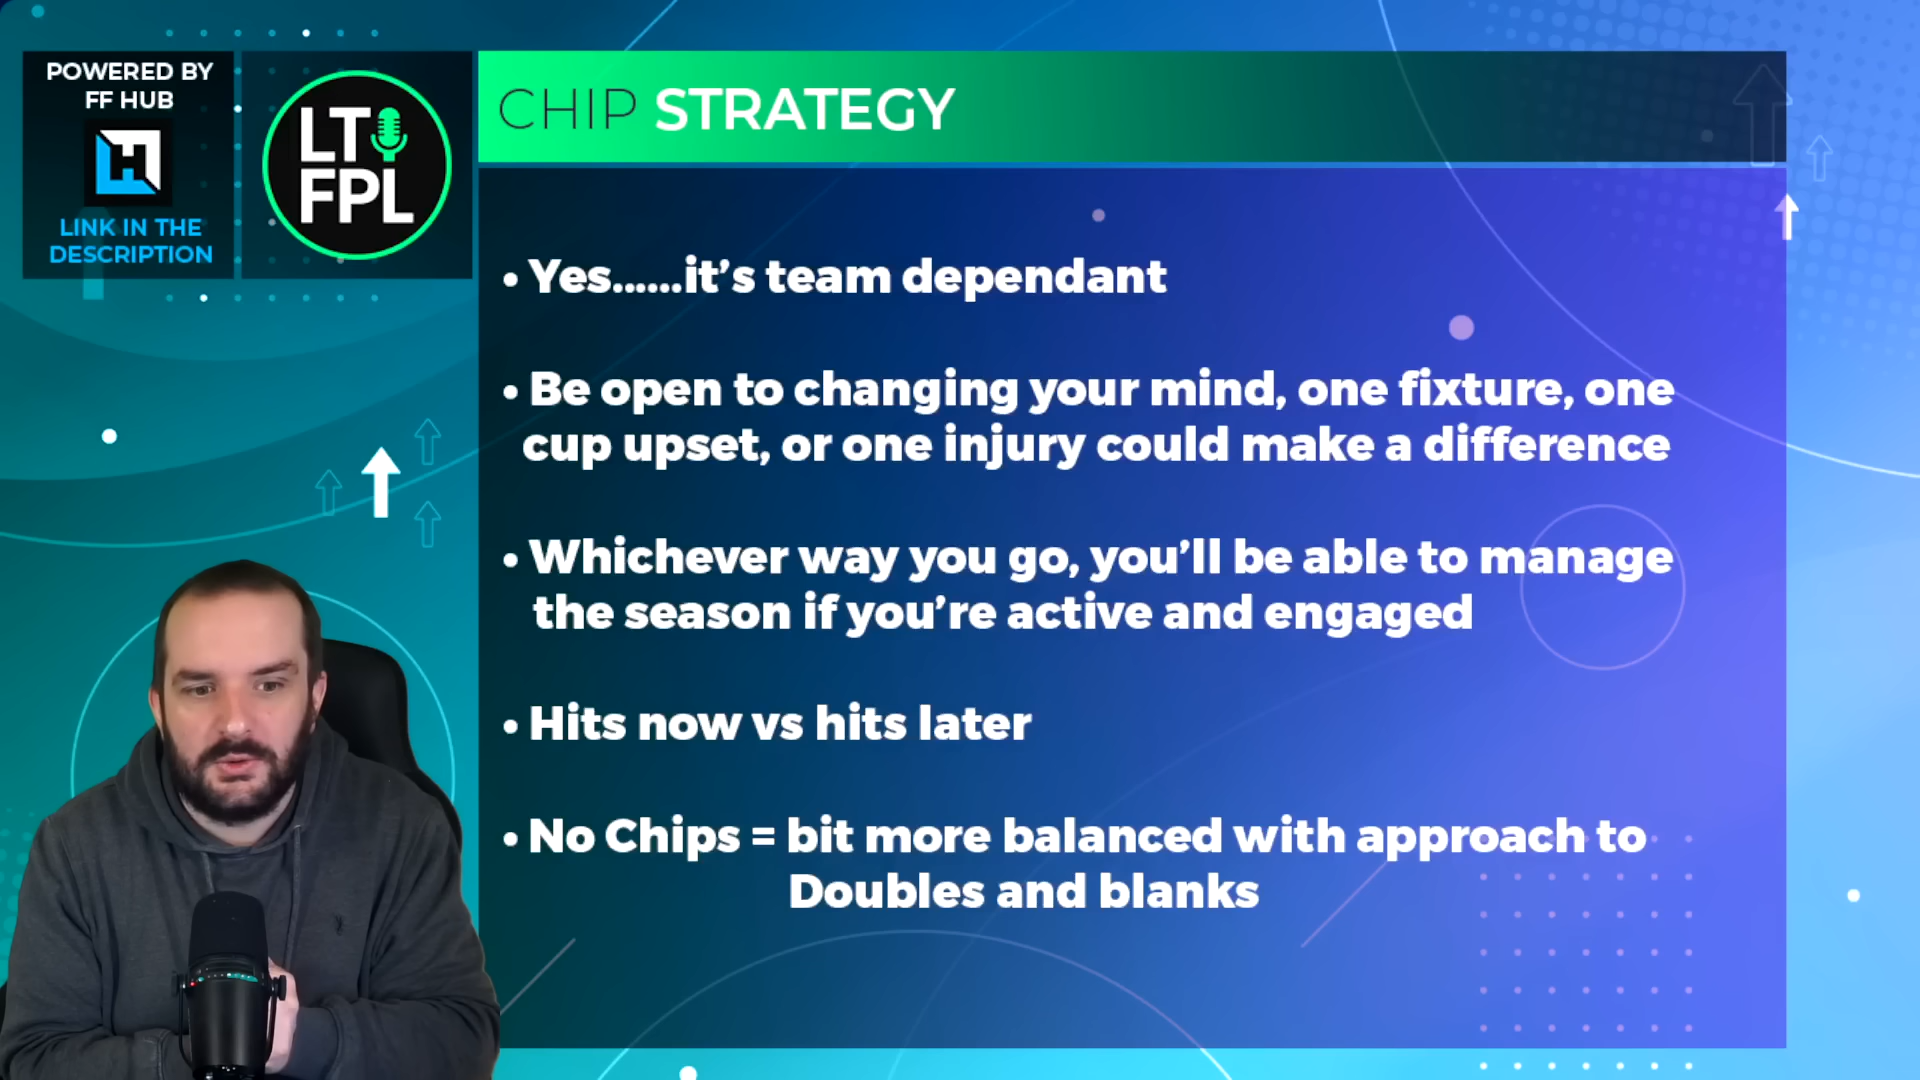 POWERED BY
FF HUB
LINK IN THE
DESCRIPTION
LT
FPL
CHIP STRATEGY
• Yes......it’s team dependant
• Be open to changing your mind, one fixture, one
cup upset, or one injury could make a difference
• Whichever way you go, you’ll be able to manage
the season if you’re active and engaged
• Hits now vs hits later
• No Chips = bit more balanced with approach to
Doubles and blanks